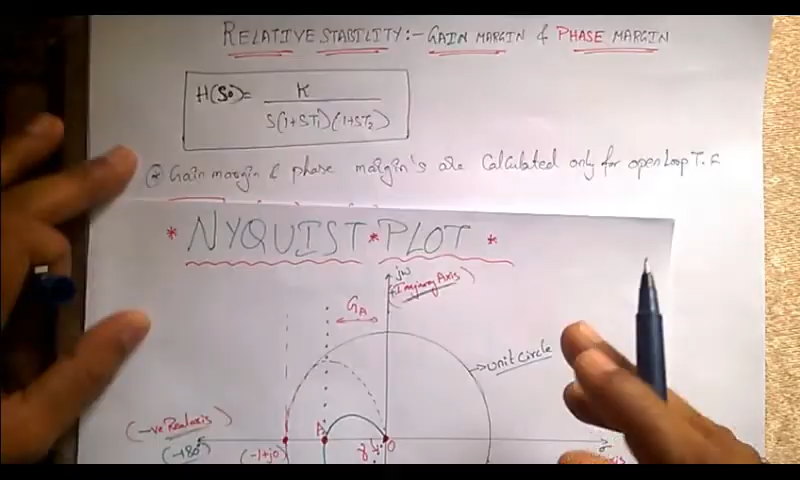 RELATIVE STABILITY:- GAIN MARGIN & PHASE MARGIN
H(S)= K
S(1+ST1)(1+ST2)
Gain margin & phase margin's are Calculated only for open Loop T.F
* NYQUIST * PLOT *
jw
Imaginary Axis
GA
unit Circle
(-ve Real axis)
(-180°)
(-1+j0)
A
O
γ
σ